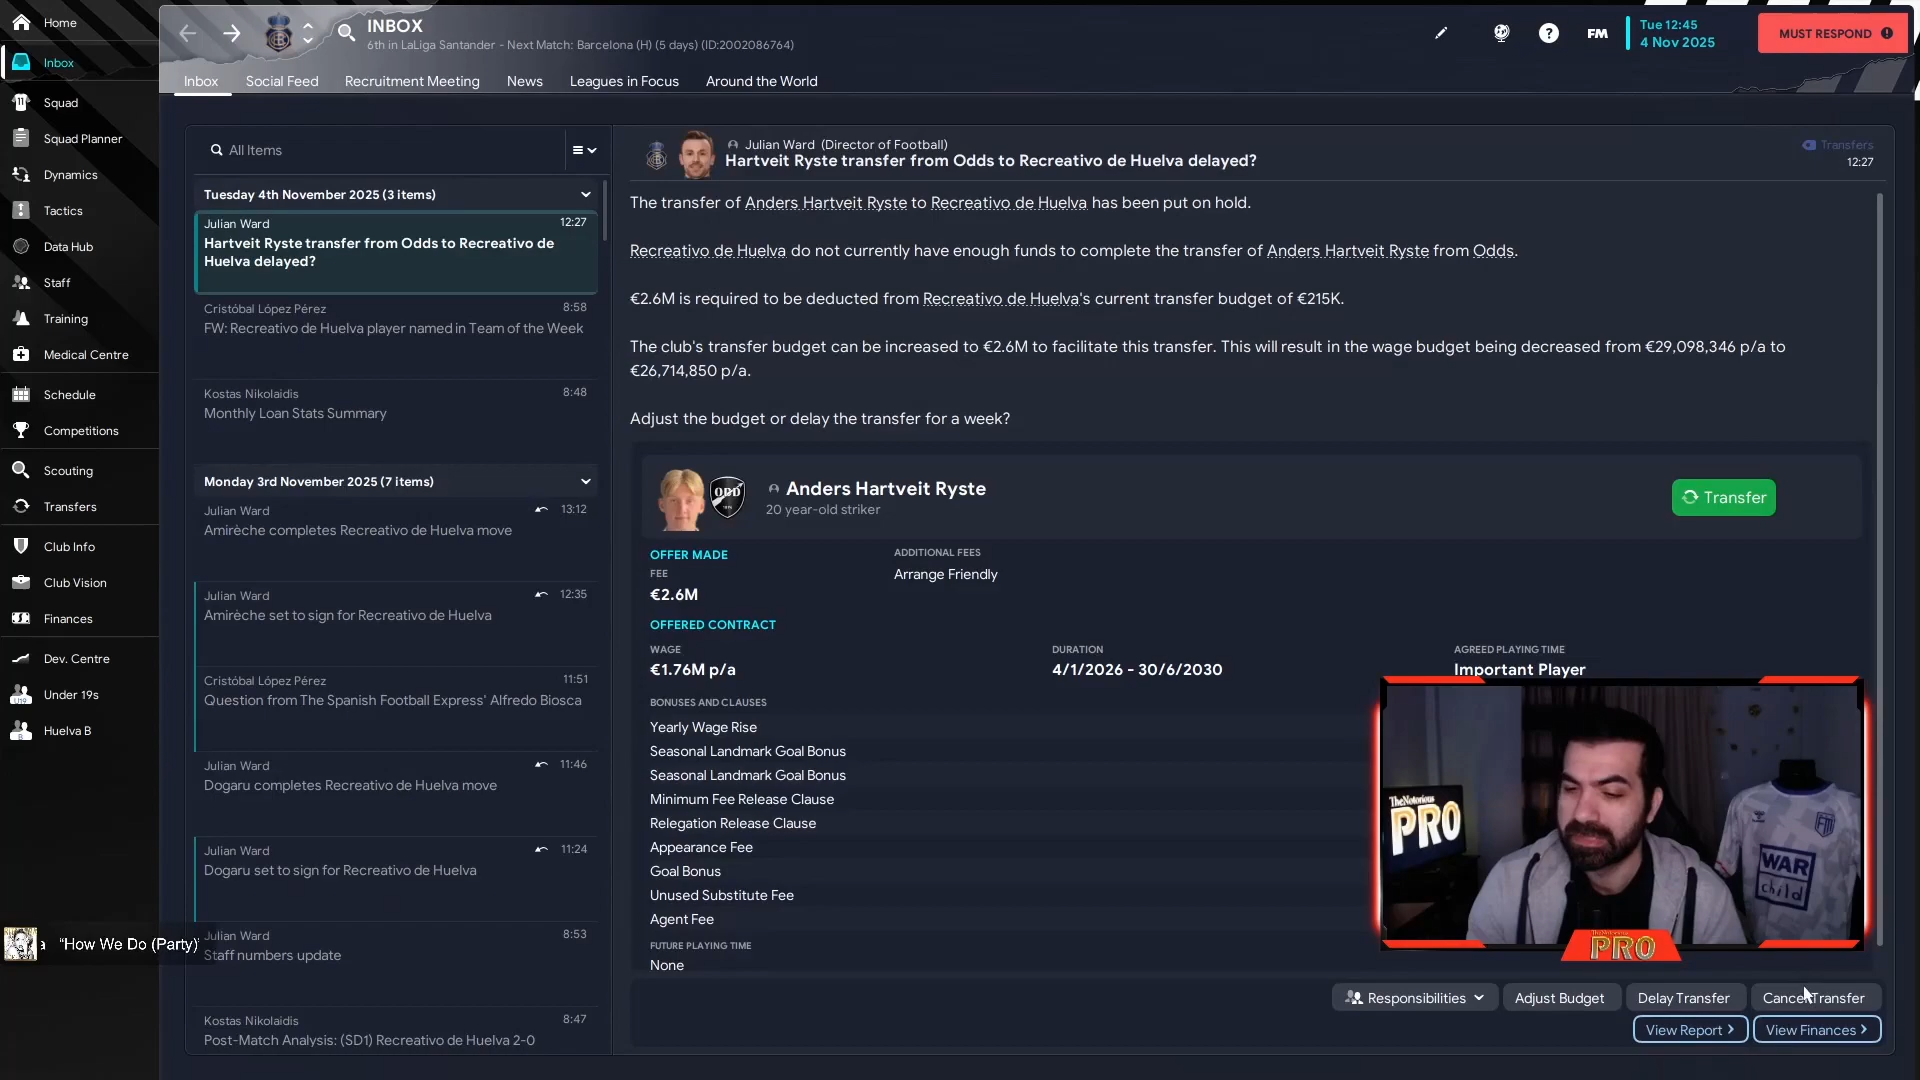 Home
INBOX
6th in LaLiga Santander - Next Match: Barcelona (H) (5 days) (ID:2002086764)
FM
Tue 12:45
4 Nov 2025
MUST RESPOND
Inbox
Inbox
Social Feed
Recruitment Meeting
News
Leagues in Focus
Around the World
Squad
Squad Planner
Dynamics
Tactics
Data Hub
Staff
Training
Medical Centre
Schedule
Competitions
Scouting
Transfers
Club Info
Club Vision
Finances
Dev. Centre
Under 19s
Huelva B
"How We Do (Party)"
All Items
Tuesday 4th November 2025 (3 items)
Julian Ward 12:27
Hartveit Ryste transfer from Odds to Recreativo de
Huelva delayed?
Cristóbal López Pérez 8:58
FW: Recreativo de Huelva player named in Team of the Week
Kostas Nikolaidis 8:48
Monthly Loan Stats Summary
Monday 3rd November 2025 (7 items)
Julian Ward 13:12
Amirèche completes Recreativo de Huelva move
Julian Ward 12:35
Amirèche set to sign for Recreativo de Huelva
Cristóbal López Pérez 11:51
Question from The Spanish Football Express' Alfredo Biosca
Julian Ward 11:46
Dogaru completes Recreativo de Huelva move
Julian Ward 11:24
Dogaru set to sign for Recreativo de Huelva
Julian Ward 8:53
Staff numbers update
Kostas Nikolaidis 8:47
Post-Match Analysis: (SD1) Recreativo de Huelva 2-0
Julian Ward (Director of Football)
Hartveit Ryste transfer from Odds to Recreativo de Huelva delayed?
Transfers
12:27
The transfer of Anders Hartveit Ryste to Recreativo de Huelva has been put on hold.
Recreativo de Huelva do not currently have enough funds to complete the transfer of Anders Hartveit Ryste from Odds.
€2.6M is required to be deducted from Recreativo de Huelva's current transfer budget of €215K.
The club's transfer budget can be increased to €2.6M to facilitate this transfer. This will result in the wage budget being decreased from €29,098,346 p/a to
€26,714,850 p/a.
Adjust the budget or delay the transfer for a week?
ODD
Anders Hartveit Ryste
20 year-old striker
Transfer
OFFER MADE
FEE
€2.6M
ADDITIONAL FEES
Arrange Friendly
OFFERED CONTRACT
WAGE
€1.76M p/a
DURATION
4/1/2026 - 30/6/2030
AGREED PLAYING TIME
Important Player
BONUSES AND CLAUSES
Yearly Wage Rise
Seasonal Landmark Goal Bonus
Seasonal Landmark Goal Bonus
Minimum Fee Release Clause
Relegation Release Clause
Appearance Fee
Goal Bonus
Unused Substitute Fee
Agent Fee
FUTURE PLAYING TIME
None
TheNotorious
PRO
WAR
child
FM
PRO
Responsibilities
Adjust Budget
Delay Transfer
Cancel Transfer
View Report
View Finances